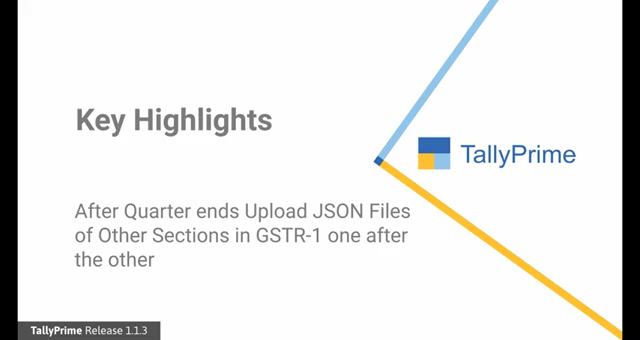 Key Highlights
TallyPrime
After Quarter ends Upload JSON Files
of Other Sections in GSTR-1 one after
the other
TallyPrime Release 1.1.3